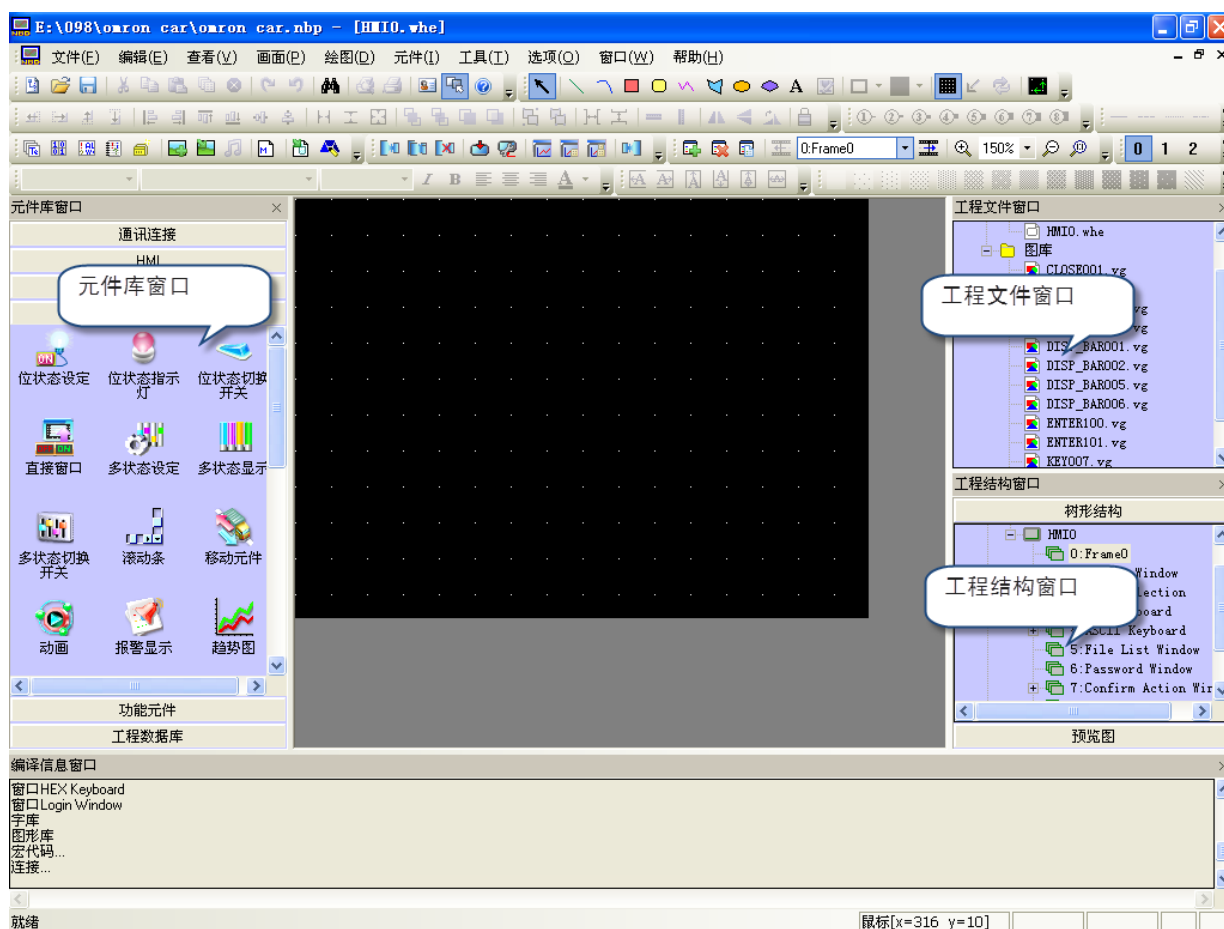 E:\098\omron car\omron car.nbp - [HMI0.whe]
文件(F) 编辑(E) 查看(V) 画面(P) 绘图(D) 元件(I) 工具(T) 选项(O) 窗口(W) 帮助(H)
A
0:Frame0
150%
0 1 2
I B A
元件库窗口
通讯连接
HMI
元件库窗口
位状态设定
位状态指示灯
位状态切换开关
直接窗口
多状态设定
多状态显示
多状态切换开关
滚动条
移动元件
动画
报警显示
趋势图
功能元件
工程数据库
工程文件窗口
HMI0.whe
图库
CLOSE001.vg
工程文件窗口
vg
vg
DISP_BAR001.vg
DISP_BAR002.vg
DISP_BAR005.vg
DISP_BAR006.vg
ENTER100.vg
ENTER101.vg
KEY007.vg
工程结构窗口
树形结构
HMI0
0:Frame0
Window
工程结构窗口
ASCII Keyboard
5:File List Window
6:Password Window
7:Confirm Action Wir
预览图
编译信息窗口
窗口HEX Keyboard
窗口Login Window
字库
图形库
宏代码...
连接...
就绪
鼠标[x=316 y=10]